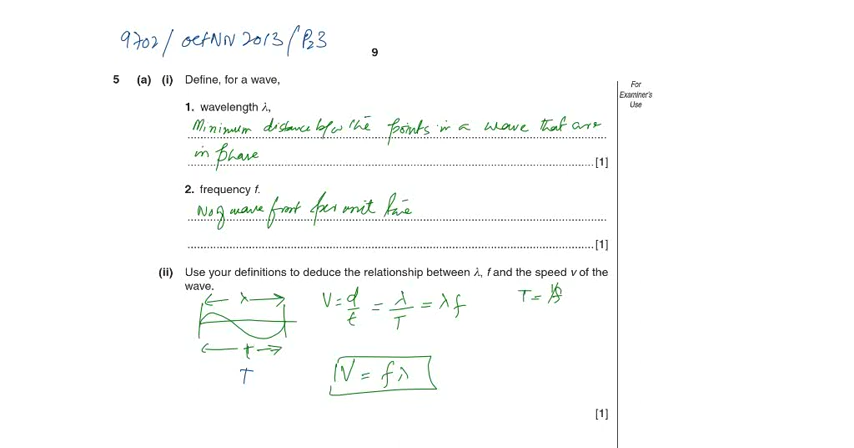 9702/ Oct NN 2013/ P23
9
5 (a) (i) Define, for a wave,
For
Examiner's
Use
1. wavelength λ,
Minimum distance b/w the points in a wave that are
in phase
[1]
2. frequency f.
No of wave front per unit time
[1]
(ii) Use your definitions to deduce the relationship between λ, f and the speed v of the
wave.
λ
V = d/t = λ/T = λf
T = 1/f
t
T
V = fλ
[1]